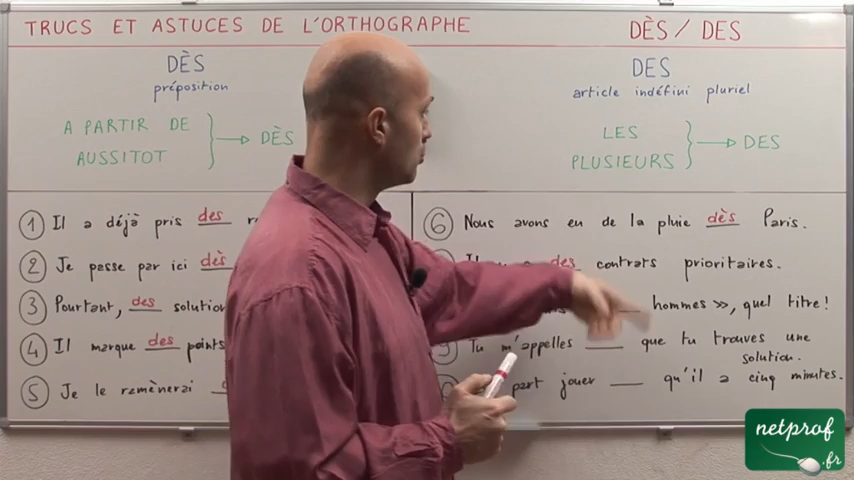 TRUCS ET ASTUCES DE L'ORTHOGRAPHE
DÈS / DES
DÈS
préposition
A PARTIR DE
AUSSITOT
DÈS
DES
article indéfini pluriel
LES
PLUSIEURS
DES
1 Il a déjà pris des
2 Je passe par ici dès
3 Pourtant, des solution
4 Il marque des points
5 Je le ramènerai
6 Nous avons eu de la pluie dès Paris.
des contrats prioritaires.
hommes », quel titre !
9 Tu m'appelles ___ que tu trouves une
solution.
part jouer ___ qu'il a cinq minutes.
netprof
.fr